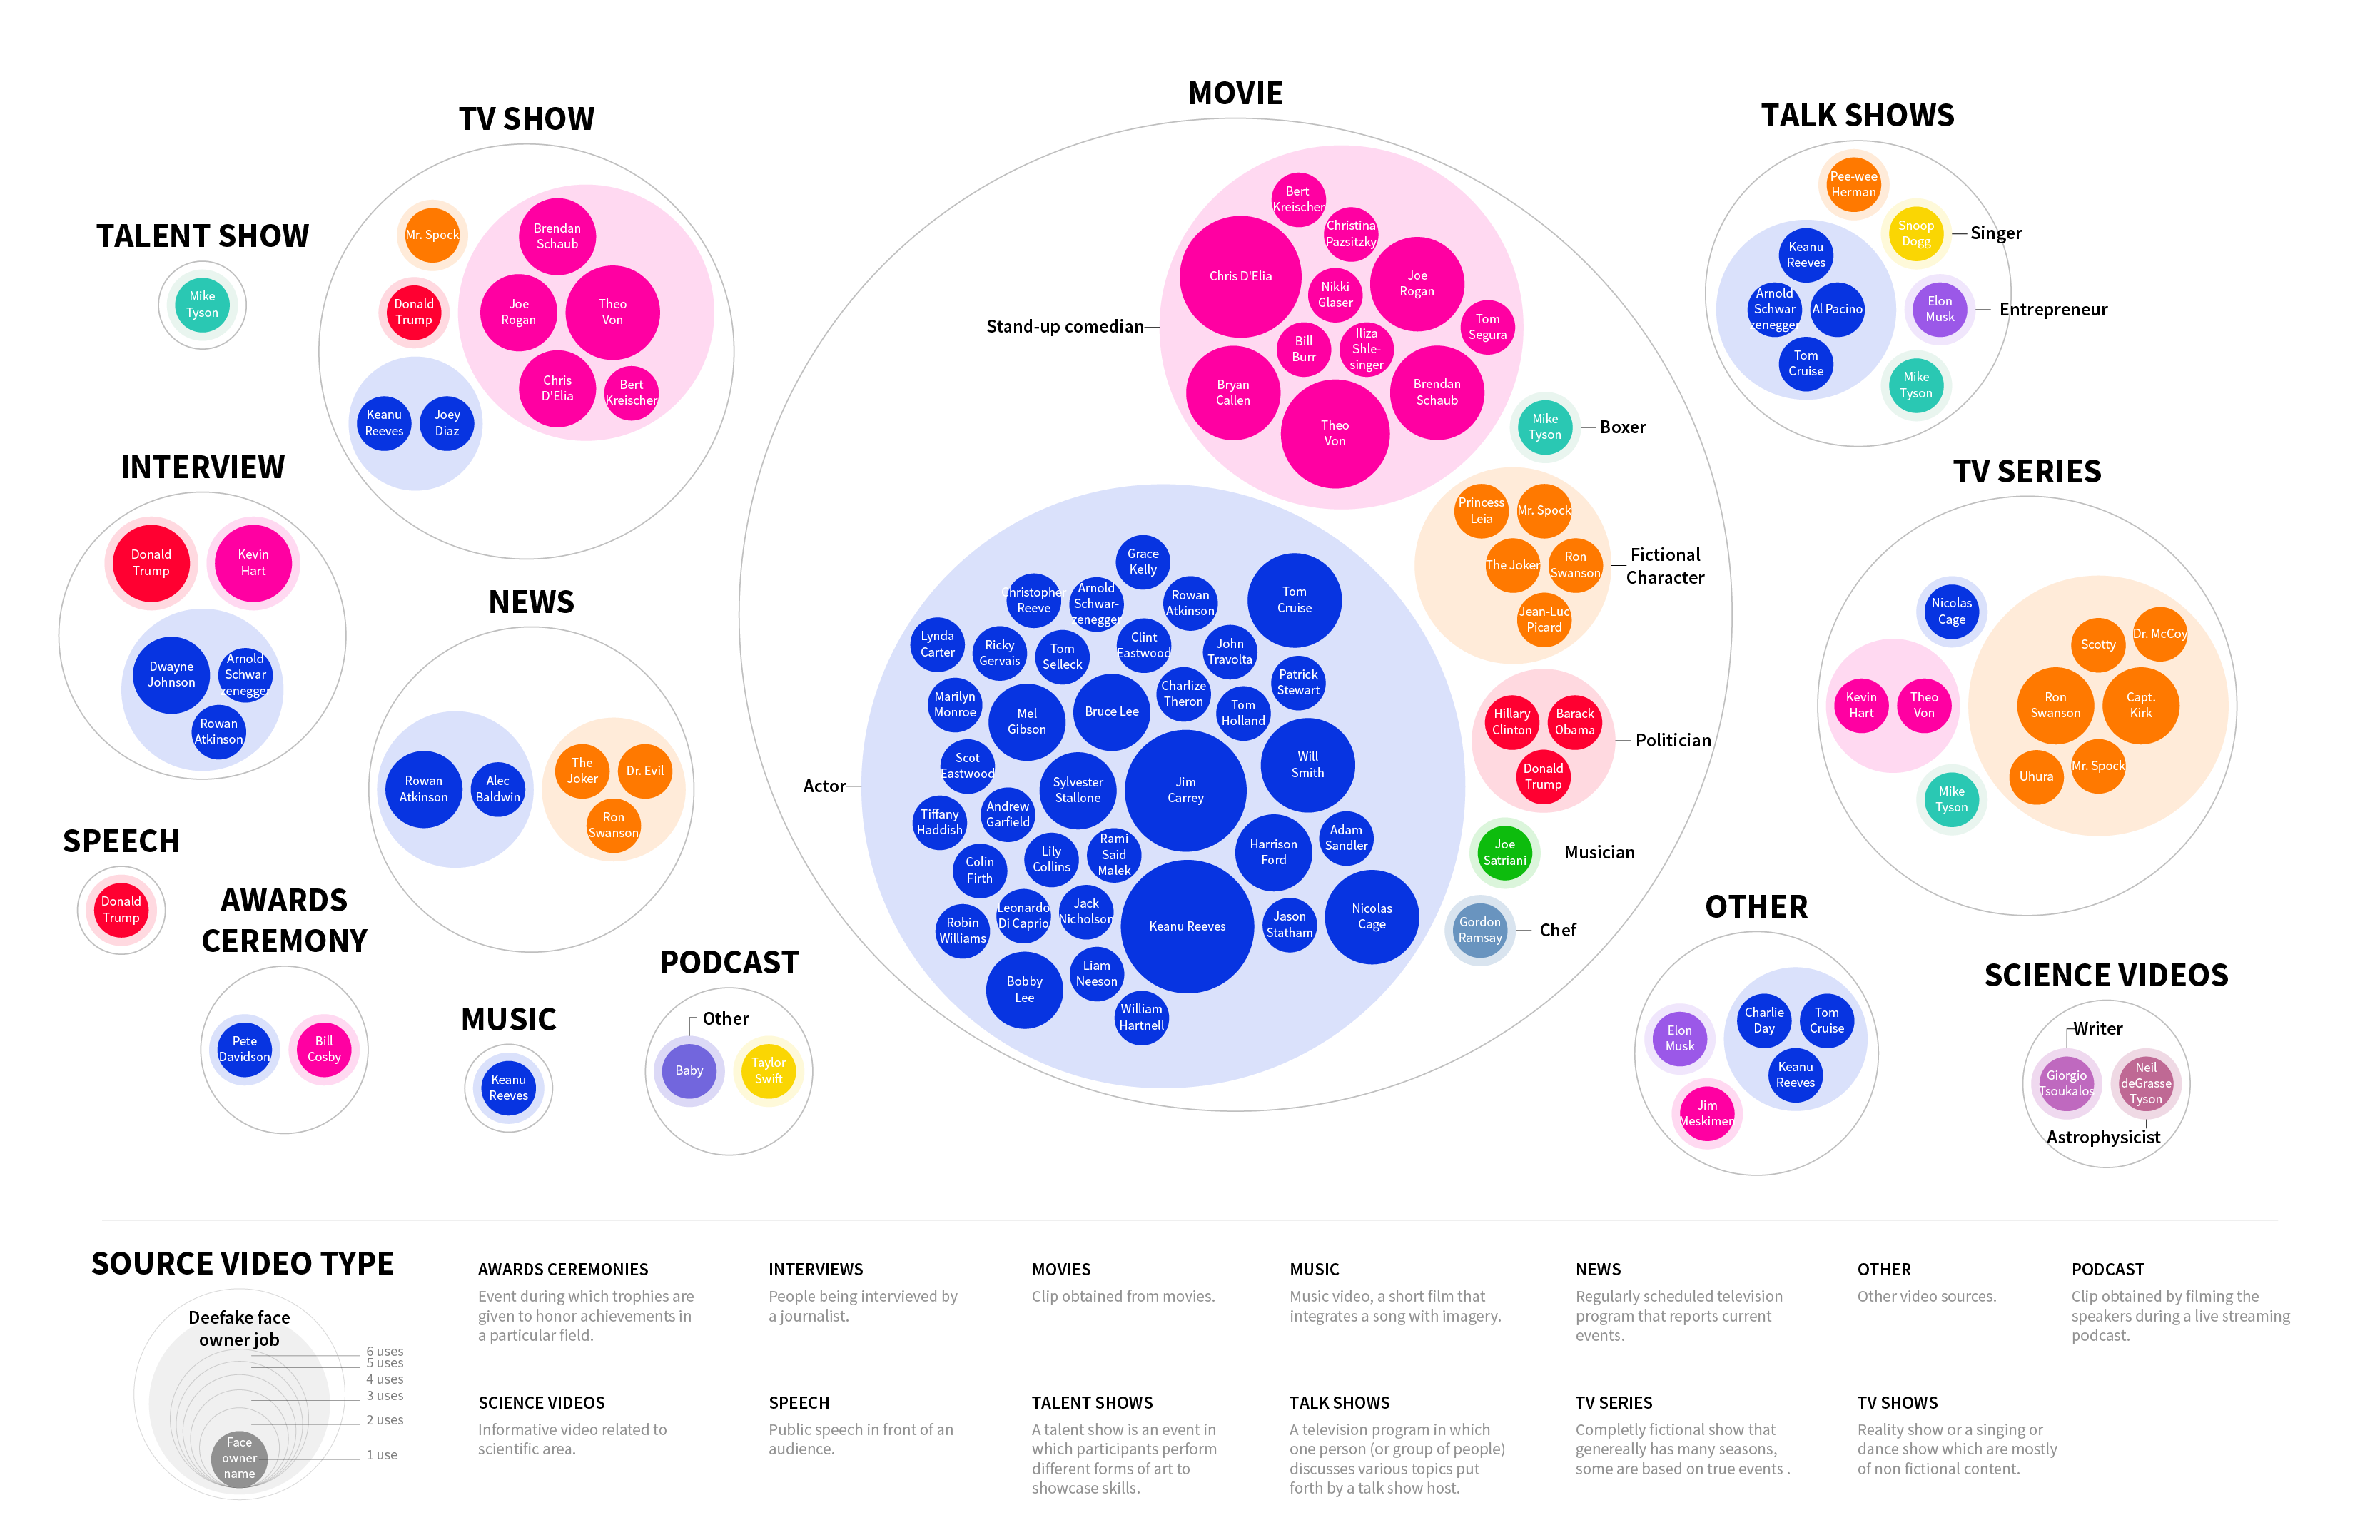 MOVIE
TV SHOW
TALK SHOWS
TALENT SHOW
Mike
Tyson
Mr. Spock
Donald
Trump
Brendan
Schaub
Joe
Rogan
Theo
Von
Chris
D'Elia
Bert
Kreischer
Keanu
Reeves
Joey
Diaz
Stand-up comedian
Bert
Kreischer
Christina
Pazsitzky
Chris D'Elia
Joe
Rogan
Nikki
Glaser
Tom
Segura
Bill
Burr
Iliza
Shle-
singer
Bryan
Callen
Brendan
Schaub
Theo
Von
Mike
Tyson
Boxer
Princess
Leia
Mr. Spock
The Joker
Ron
Swanson
Jean-Luc
Picard
Fictional
Character
Hillary
Clinton
Barack
Obama
Donald
Trump
Politician
Joe
Satriani
Musician
Gordon
Ramsay
Chef
Actor
Grace
Kelly
Christopher
Reeve
Arnold
Schwar-
zenegger
Rowan
Atkinson
Tom
Cruise
Lynda
Carter
Ricky
Gervais
Tom
Selleck
Clint
Eastwood
John
Travolta
Patrick
Stewart
Marilyn
Monroe
Mel
Gibson
Bruce Lee
Charlize
Theron
Tom
Holland
Scot
Eastwood
Sylvester
Stallone
Jim
Carrey
Will
Smith
Tiffany
Haddish
Andrew
Garfield
Colin
Firth
Lily
Collins
Rami
Said
Malek
Harrison
Ford
Adam
Sandler
Robin
Williams
Leonardo
Di Caprio
Jack
Nicholson
Keanu Reeves
Jason
Statham
Nicolas
Cage
Bobby
Lee
Liam
Neeson
William
Hartnell
Pee-wee
Herman
Snoop
Dogg
Singer
Keanu
Reeves
Arnold
Schwar
zenegger
Al Pacino
Tom
Cruise
Elon
Musk
Entrepreneur
Mike
Tyson
INTERVIEW
Donald
Trump
Kevin
Hart
Dwayne
Johnson
Arnold
Schwar
zenegger
Rowan
Atkinson
NEWS
Rowan
Atkinson
Alec
Baldwin
The
Joker
Dr. Evil
Ron
Swanson
TV SERIES
Nicolas
Cage
Kevin
Hart
Theo
Von
Mike
Tyson
Scotty
Dr. McCoy
Ron
Swanson
Capt.
Kirk
Uhura
Mr. Spock
SPEECH
Donald
Trump
AWARDS
CEREMONY
Pete
Davidson
Bill
Cosby
MUSIC
Keanu
Reeves
PODCAST
Other
Baby
Taylor
Swift
OTHER
Elon
Musk
Charlie
Day
Tom
Cruise
Keanu
Reeves
Jim
Meskimen
SCIENCE VIDEOS
Writer
Giorgio
Tsoukalos
Neil
deGrasse
Tyson
Astrophysicist
SOURCE VIDEO TYPE
Deefake face
owner job
6 uses
5 uses
4 uses
3 uses
2 uses
1 use
Face
owner
name
AWARDS CEREMONIES
Event during which trophies are
given to honor achievements in
a particular field.
INTERVIEWS
People being interviewed by
a journalist.
MOVIES
Clip obtained from movies.
MUSIC
Music video, a short film that
integrates a song with imagery.
NEWS
Regularly scheduled television
program that reports current
events.
OTHER
Other video sources.
PODCAST
Clip obtained by filming the
speakers during a live streaming
podcast.
SCIENCE VIDEOS
Informative video related to
scientific area.
SPEECH
Public speech in front of an
audience.
TALENT SHOWS
A talent show is an event in
which participants perform
different forms of art to
showcase skills.
TALK SHOWS
A television program in which
one person (or group of people)
discusses various topics put
forth by a talk show host.
TV SERIES
Completly fictional show that
genereally has many seasons,
some are based on true events .
TV SHOWS
Reality show or a singing or
dance show which are mostly
of non fictional content.